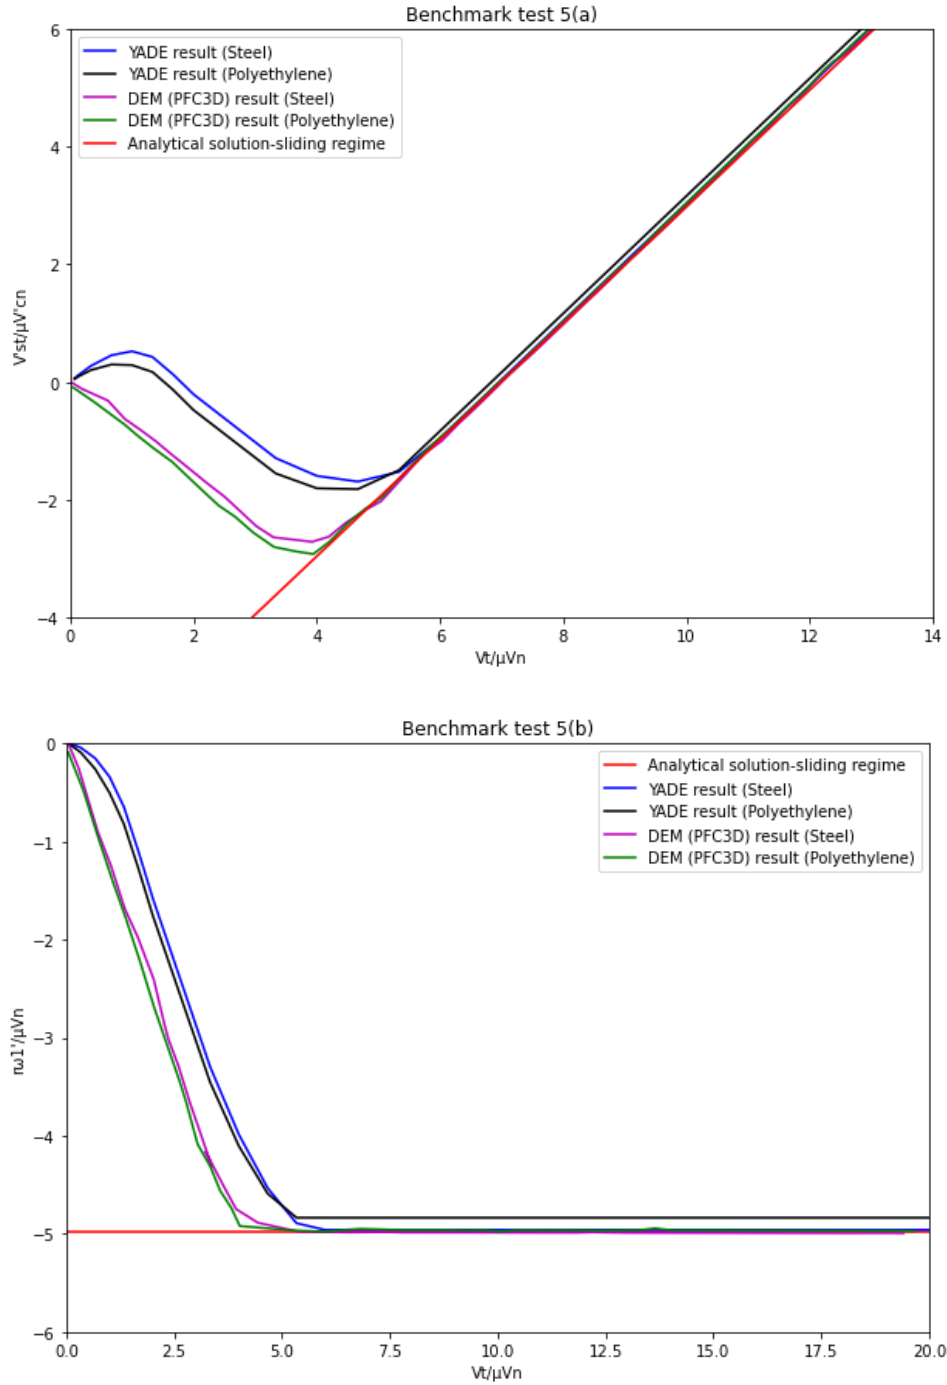 Benchmark test 5(a)
6
4
2
0
−2
−4
V'st/μV'cn
YADE result (Steel)
YADE result (Polyethylene)
DEM (PFC3D) result (Steel)
DEM (PFC3D) result (Polyethylene)
Analytical solution-sliding regime
0 2 4 6 8 10 12 14
Vt/μVn
Benchmark test 5(b)
0
−1
−2
−3
−4
−5
−6
rω1'/μVn
Analytical solution-sliding regime
YADE result (Steel)
YADE result (Polyethylene)
DEM (PFC3D) result (Steel)
DEM (PFC3D) result (Polyethylene)
0.0 2.5 5.0 7.5 10.0 12.5 15.0 17.5 20.0
Vt/μVn